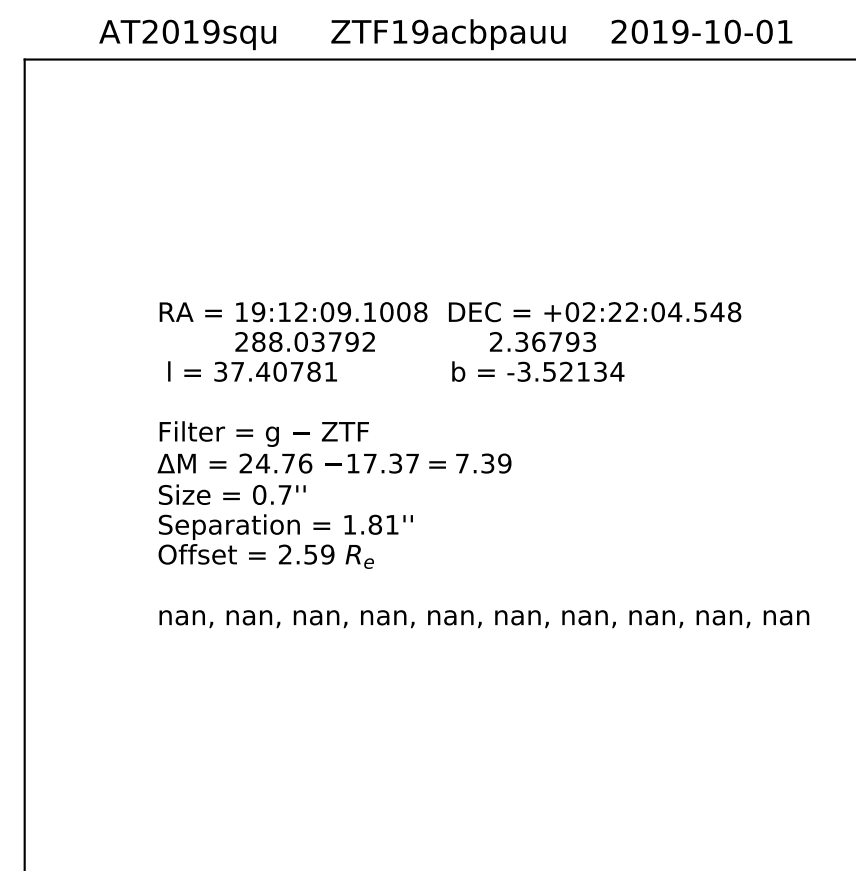 AT2019squ ZTF19acbpauu 2019-10-01
RA = 19:12:09.1008 DEC = +02:22:04.548
288.03792 2.36793
l = 37.40781 b = -3.52134
Filter = g − ZTF
ΔM = 24.76 −17.37 = 7.39
Size = 0.7''
Separation = 1.81''
Offset = 2.59 Rₑ
nan, nan, nan, nan, nan, nan, nan, nan, nan, nan